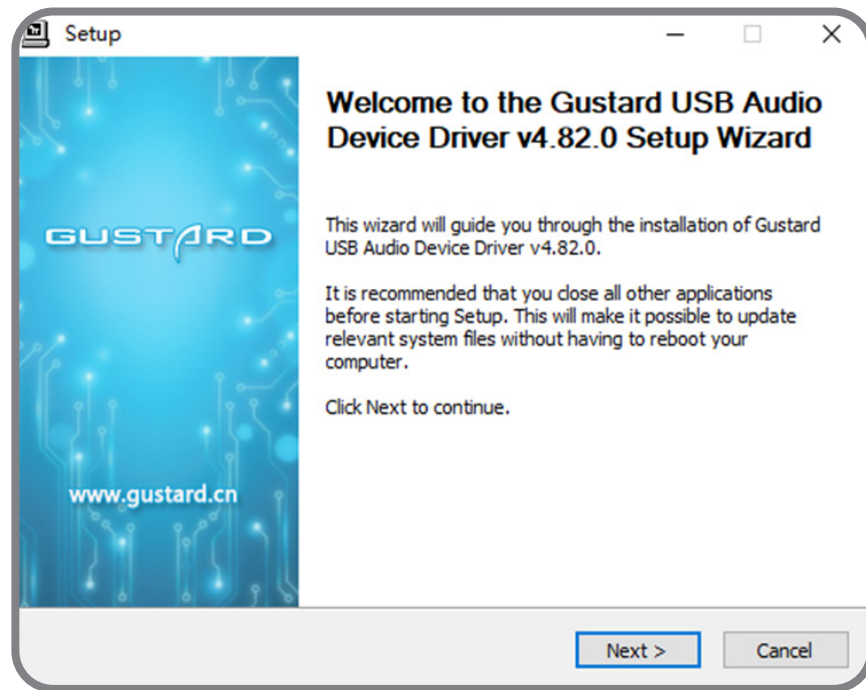 Setup
Welcome to the Gustard USB Audio
Device Driver v4.82.0 Setup Wizard
GUSTARD
This wizard will guide you through the installation of Gustard
USB Audio Device Driver v4.82.0.
It is recommended that you close all other applications
before starting Setup. This will make it possible to update
relevant system files without having to reboot your
computer.
Click Next to continue.
www.gustard.cn
Next >
Cancel